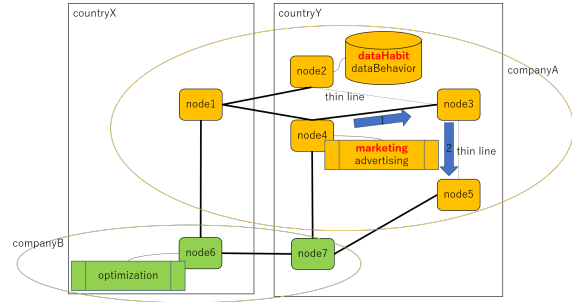 countryX
countryY
dataHabit
dataBehavior
node2
companyA
thin line
node1
node3
1
node4
2
thin line
marketing
advertising
node5
companyB
node6
node7
optimization